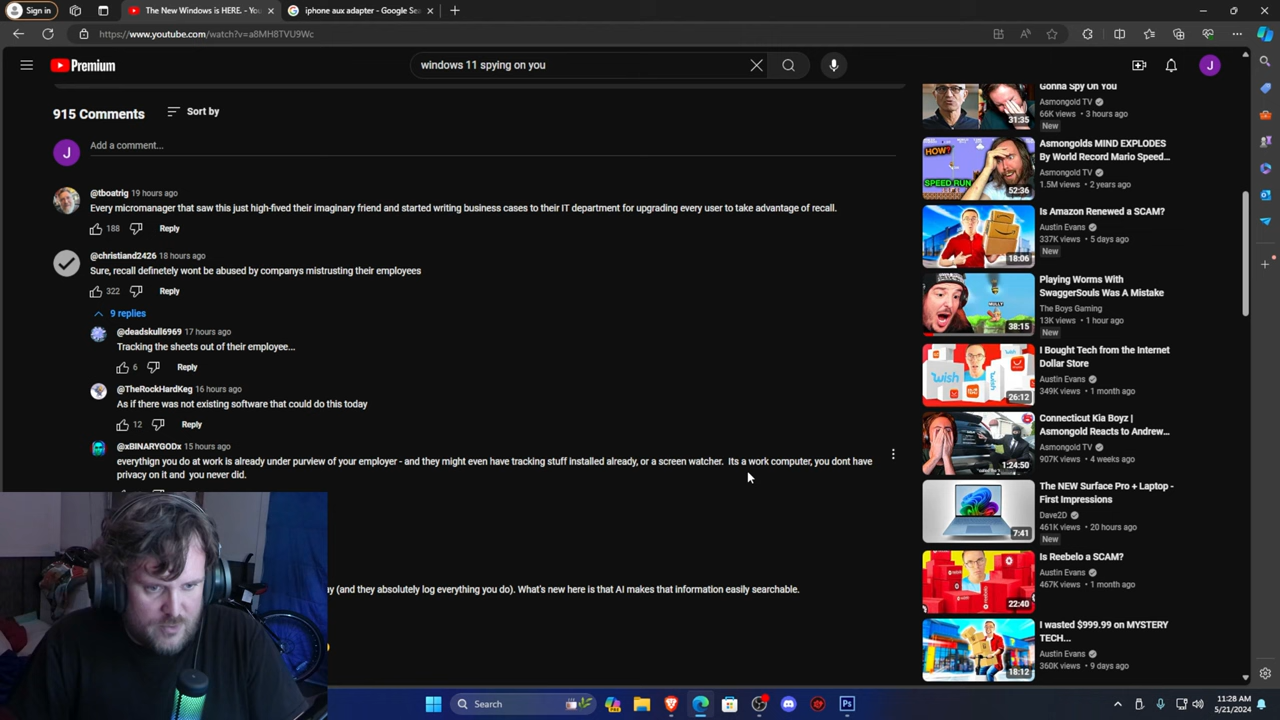 Sign in
The New Windows is HERE. - You
iphone aux adapter - Google Sea
https://www.youtube.com/watch?v=a8MH8TVU9Wc
Premium
windows 11 spying on you
J
915 Comments
Sort by
J
Add a comment...
@tboatrig 19 hours ago
Every micromanager that saw this just high-fived their imaginary friend and started writing business cases to their IT department for upgrading every user to take advantage of recall.
188
Reply
@christiand2426 18 hours ago
Sure, recall definetely wont be abused by companys mistrusting their employees
322
Reply
9 replies
@deadskull6969 17 hours ago
Tracking the sheets out of their employee...
6
Reply
@TheRockHardKeg 16 hours ago
As if there was not existing software that could do this today
12
Reply
@xBINARYGODx 15 hours ago
everythign you do at work is already under purview of your employer - and they might even have tracking stuff installed already, or a screen watcher. Its a work computer, you dont have
privacy on it and you never did.
y (and they absolutely log everything you do). What's new here is that AI makes that information easily searchable.
Gonna Spy On You
Asmongold TV
66K views • 3 hours ago
New
31:35
Asmongolds MIND EXPLODES
By World Record Mario Speed...
Asmongold TV
1.5M views • 2 years ago
HOW?
SPEED RUN
52:36
Is Amazon Renewed a SCAM?
Austin Evans
337K views • 5 days ago
New
18:06
Playing Worms With
SwaggerSouls Was A Mistake
The Boys Gaming
13K views • 1 hour ago
New
38:15
I Bought Tech from the Internet
Dollar Store
Austin Evans
349K views • 1 month ago
wish
26:12
Connecticut Kia Boyz |
Asmongold Reacts to Andrew...
Asmongold TV
907K views • 4 weeks ago
1:24:50
The NEW Surface Pro + Laptop -
First Impressions
Dave2D
461K views • 20 hours ago
New
7:41
Is Reebelo a SCAM?
Austin Evans
467K views • 1 month ago
22:40
I wasted $999.99 on MYSTERY
TECH...
Austin Evans
360K views • 9 days ago
18:12
Search
Ps
11:28 AM
5/21/2024